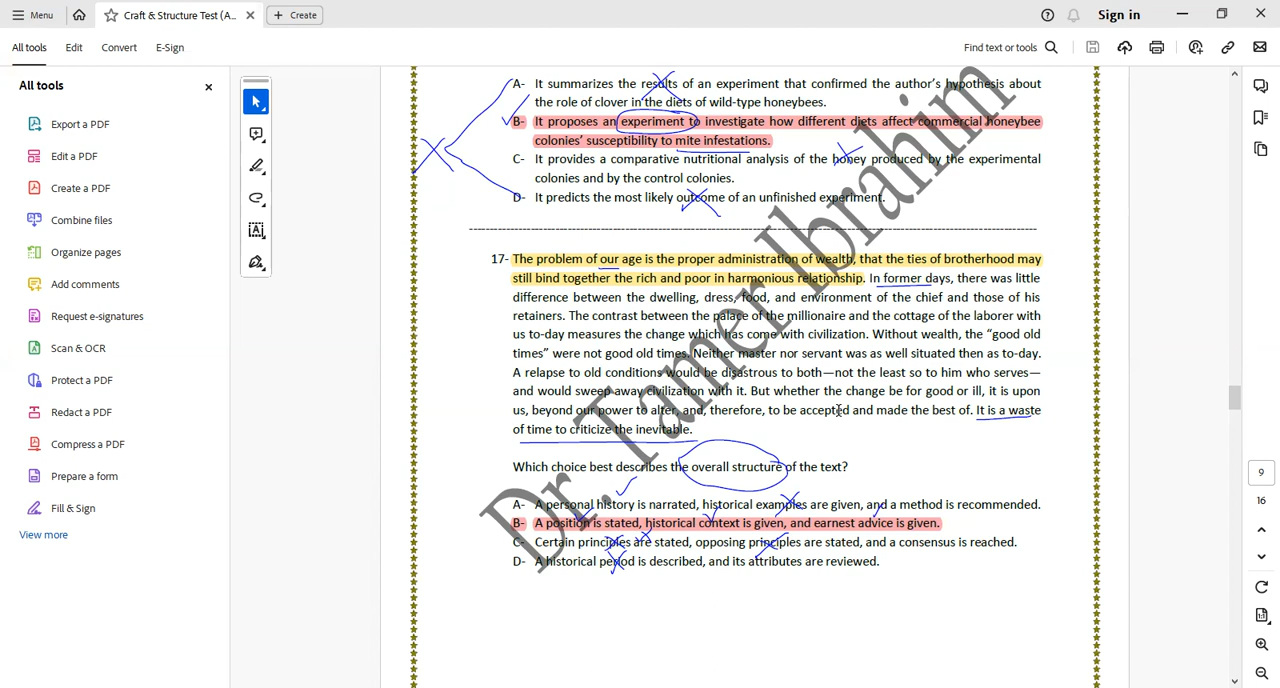 Menu
Craft & Structure Test (A...
Create
Sign in
All tools
Edit
Convert
E-Sign
Find text or tools
All tools
Export a PDF
Edit a PDF
Create a PDF
Combine files
Organize pages
Add comments
Request e-signatures
Scan & OCR
Protect a PDF
Redact a PDF
Compress a PDF
Prepare a form
Fill & Sign
View more
A- It summarizes the results of an experiment that confirmed the author's hypothesis about
the role of clover in the diets of wild-type honeybees.
B- It proposes an experiment to investigate how different diets affect commercial honeybee
colonies' susceptibility to mite infestations.
C- It provides a comparative nutritional analysis of the honey produced by the experimental
colonies and by the control colonies.
D- It predicts the most likely outcome of an unfinished experiment.
17- The problem of our age is the proper administration of wealth, that the ties of brotherhood may
still bind together the rich and poor in harmonious relationship. In former days, there was little
difference between the dwelling, dress, food, and environment of the chief and those of his
retainers. The contrast between the palace of the millionaire and the cottage of the laborer with
us to-day measures the change which has come with civilization. Without wealth, the "good old
times" were not good old times. Neither master nor servant was as well situated then as to-day.
A relapse to old conditions would be disastrous to both—not the least so to him who serves—
and would sweep away civilization with it. But whether the change be for good or ill, it is upon
us, beyond our power to alter, and, therefore, to be accepted and made the best of. It is a waste
of time to criticize the inevitable.
Which choice best describes the overall structure of the text?
A- A personal history is narrated, historical examples are given, and a method is recommended.
B- A position is stated, historical context is given, and earnest advice is given.
C- Certain principles are stated, opposing principles are stated, and a consensus is reached.
D- A historical period is described, and its attributes are reviewed.
Dr. Tamer Ibrahim
9
16